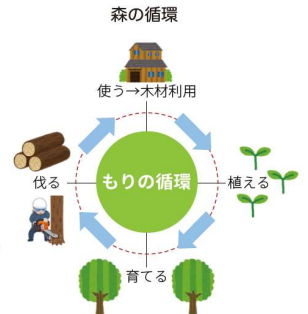 森の循環
使う→木材利用
伐る
もりの循環
植える
育てる